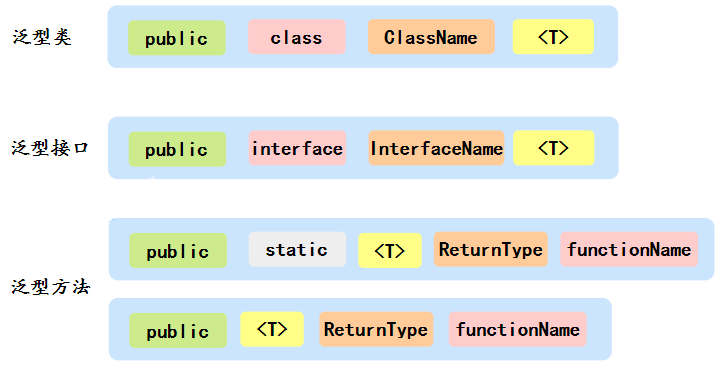 泛型类 public class ClassName <T>
泛型接口 public interface InterfaceName <T>
泛型方法
public static <T> ReturnType functionName
public <T> ReturnType functionName